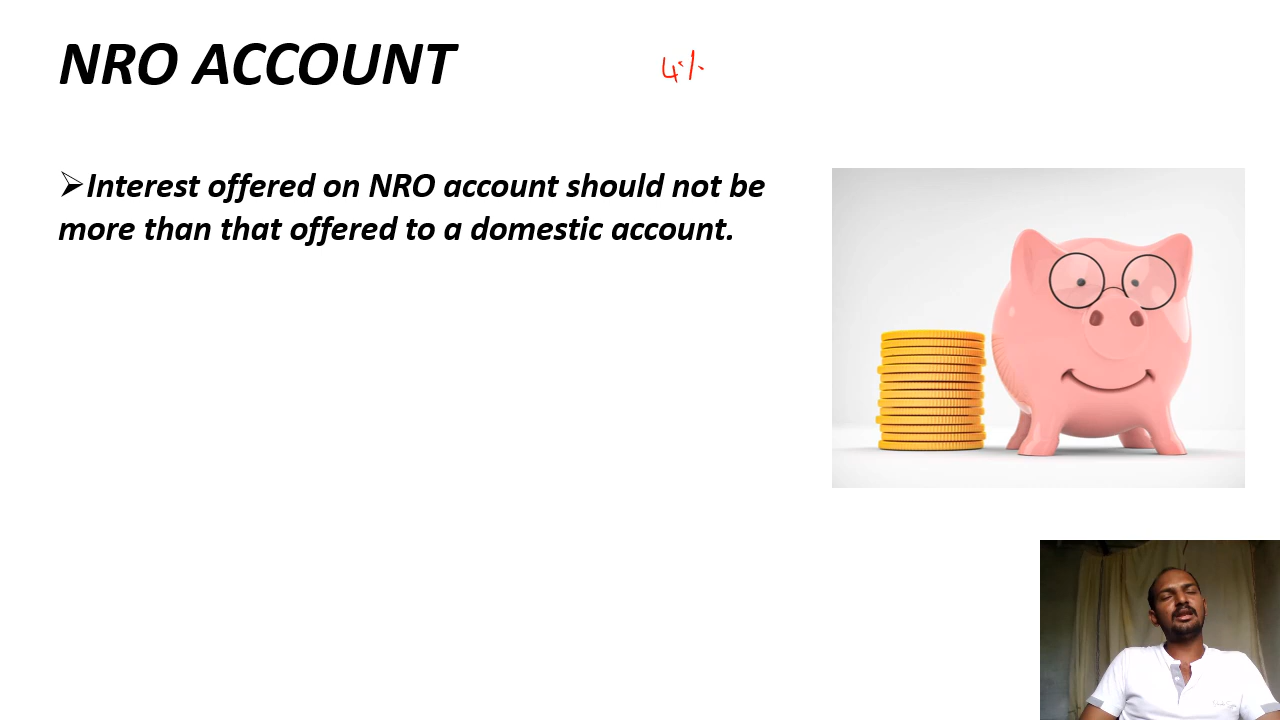 NRO ACCOUNT
4%
➢Interest offered on NRO account should not be
more than that offered to a domestic account.